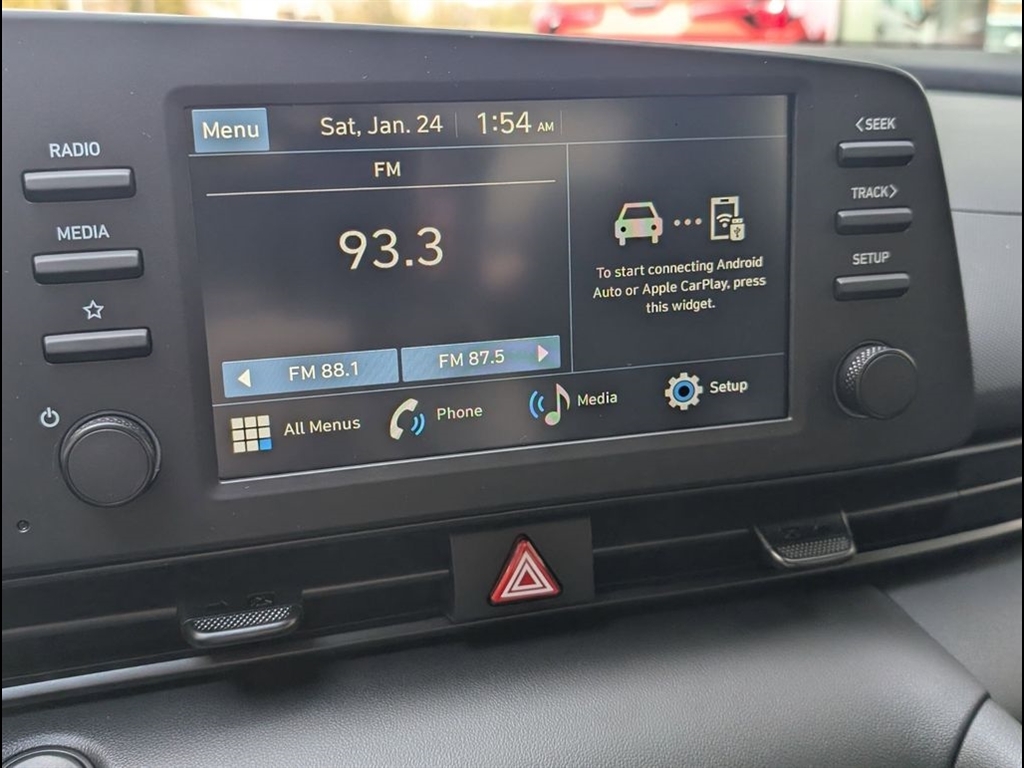 RADIO
MEDIA
Menu
Sat, Jan. 24
1:54 AM
FM
93.3
FM 88.1
FM 87.5
To start connecting Android
Auto or Apple CarPlay, press
this widget.
All Menus
Phone
Media
Setup
<SEEK
TRACK>
SETUP